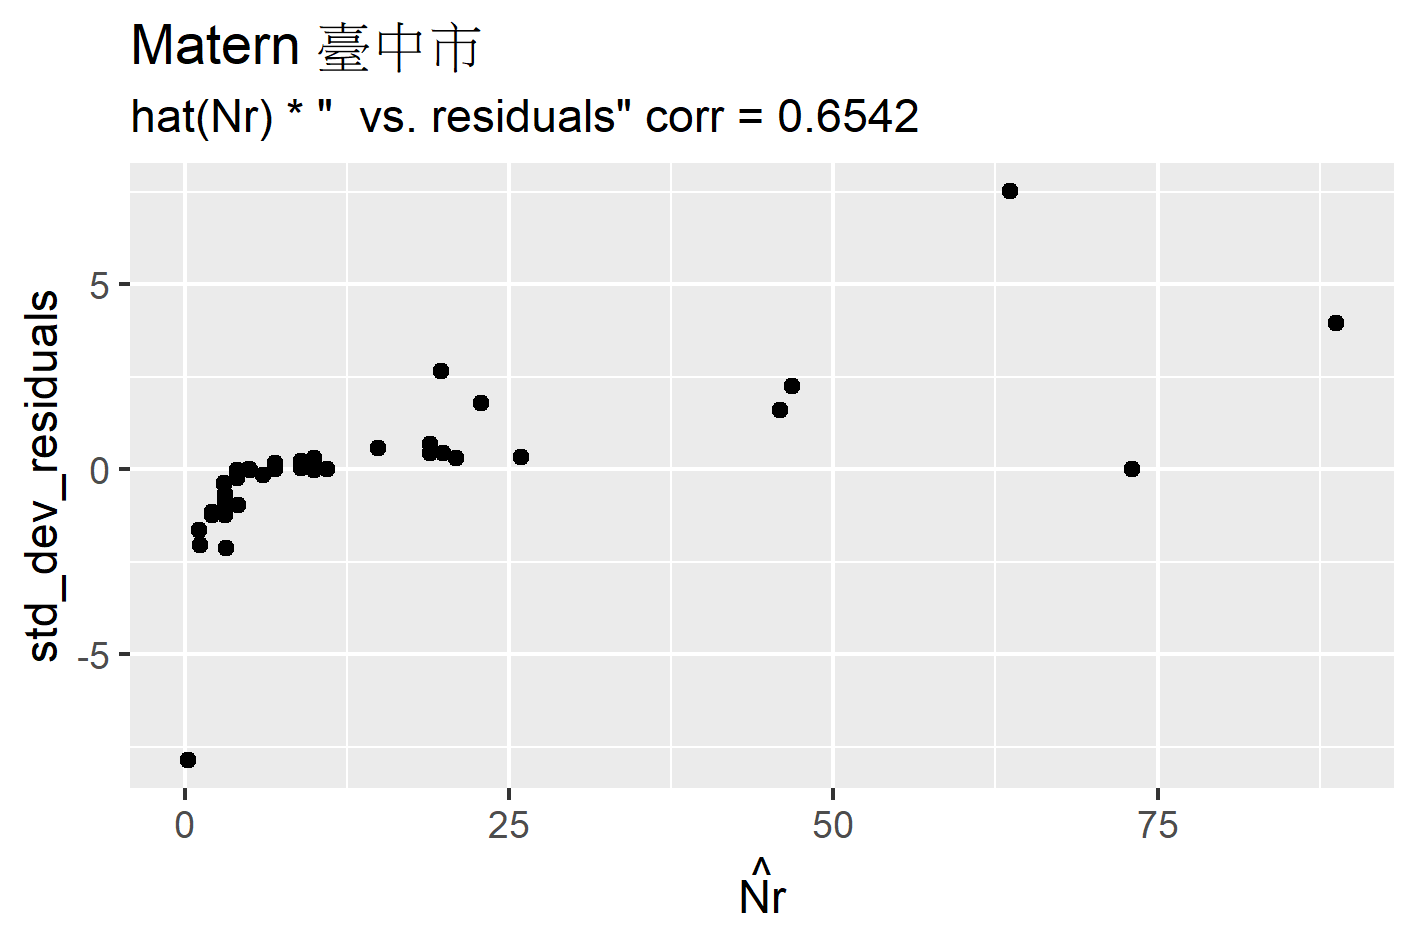 Matern 臺中市
hat(Nr) * "  vs. residuals" corr = 0.6542
std_dev_residuals
5
0
-5
0
25
50
75
^
Nr